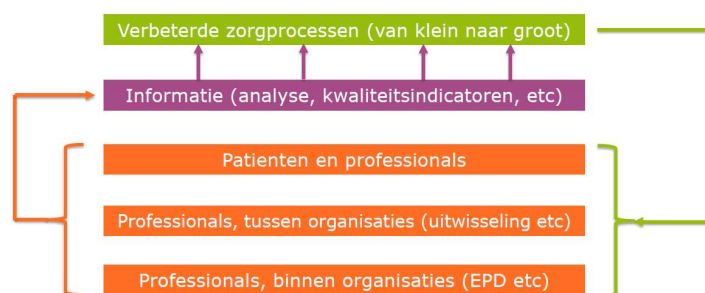 Verbeterde zorgprocessen (van klein naar groot)
Informatie (analyse, kwaliteitsindicatoren, etc)
Patienten en professionals
Professionals, tussen organisaties (uitwisseling etc)
Professionals, binnen organisaties (EPD etc)